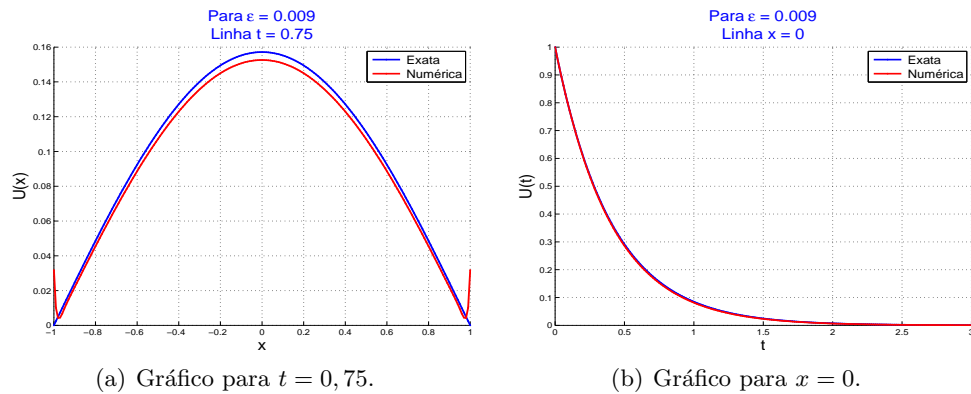 Para ε = 0.009
Linha t = 0.75
0.16
0.14
0.12
0.1
0.08
0.06
0.04
0.02
0
U(x)
Exata
Numérica
−1
−0.8
−0.6
−0.4
−0.2
0
0.2
0.4
0.6
0.8
1
x
(a) Gráfico para t = 0, 75.
Para ε = 0.009
Linha x = 0
1
0.9
0.8
0.7
0.6
0.5
0.4
0.3
0.2
0.1
0
U(t)
Exata
Numérica
0
0.5
1
1.5
2
2.5
3
t
(b) Gráfico para x = 0.